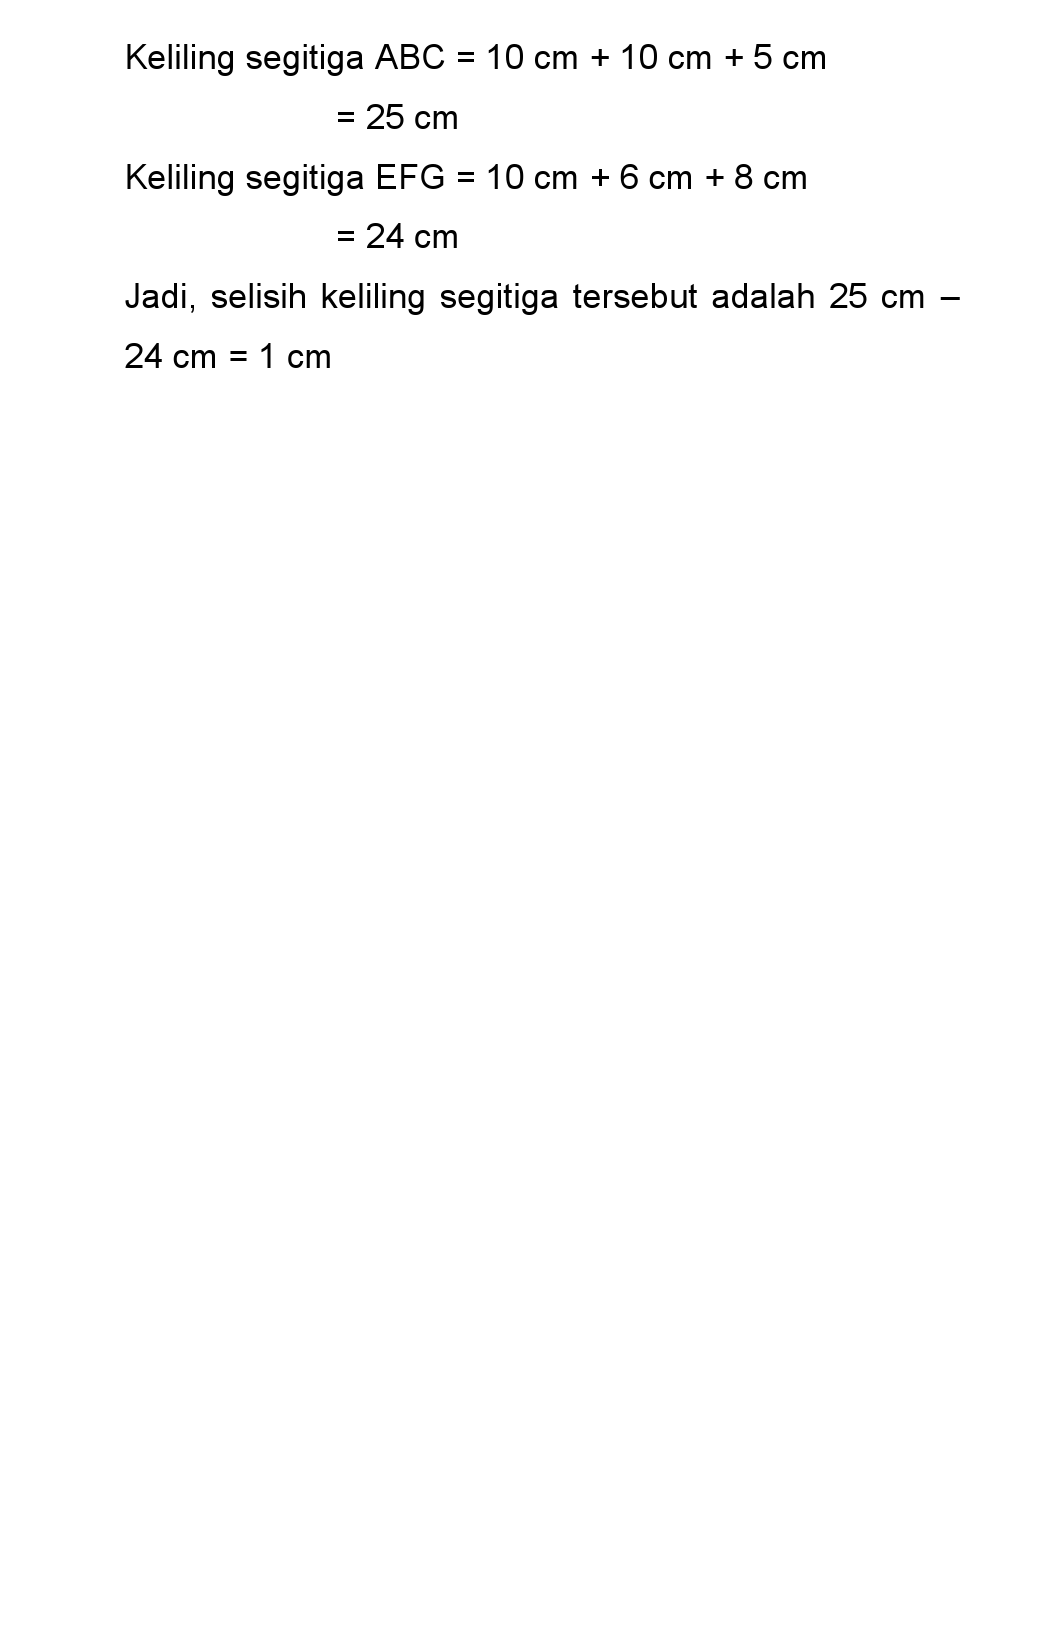 Keliling segitiga ABC = 10 cm + 10 cm + 5 cm
= 25 cm
Keliling segitiga EFG = 10 cm + 6 cm + 8 cm
= 24 cm
Jadi, selisih keliling segitiga tersebut adalah 25 cm –
24 cm = 1 cm